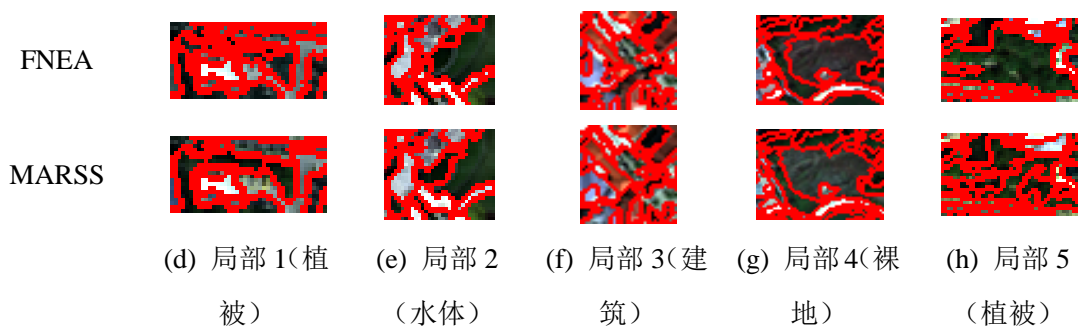 FNEA
MARSS
(d) 局部 1（植 (e) 局部 2 (f) 局部 3（建 (g) 局部 4（裸 (h) 局部 5
被） （水体） 筑） 地） （植被）